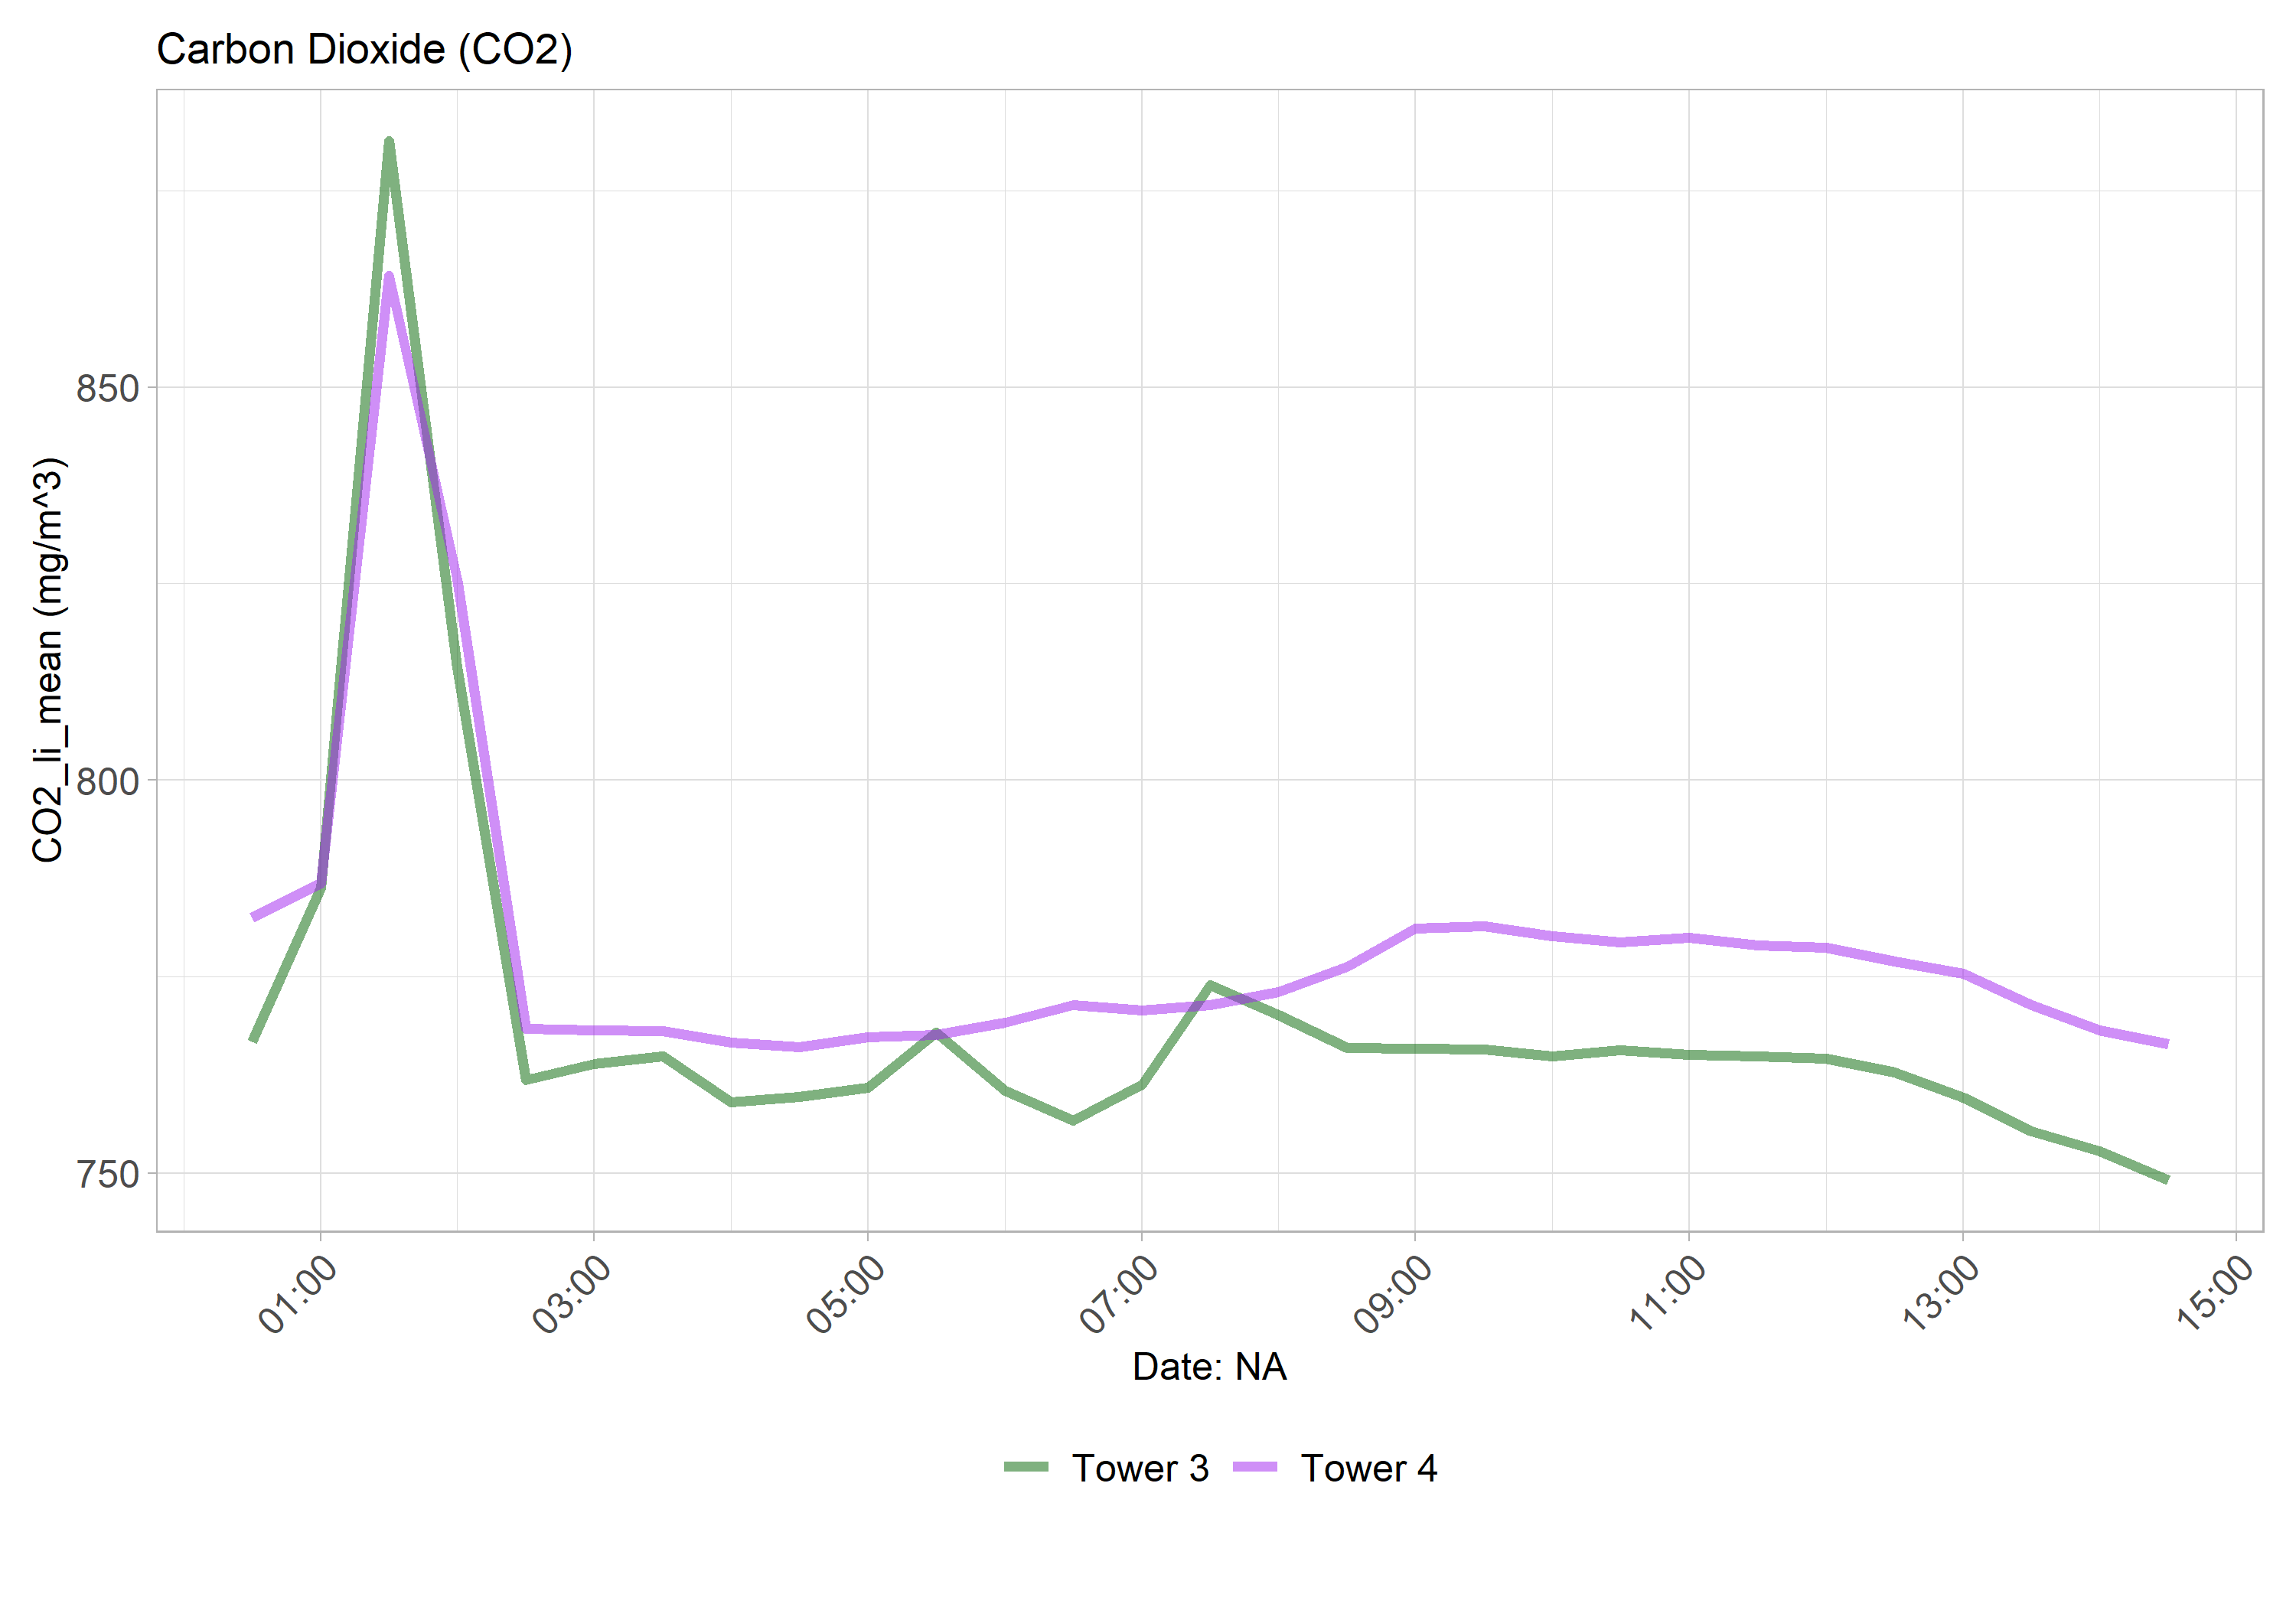 Carbon Dioxide (CO2)
CO2_li_mean (mg/m^3)
850
800
750
01:00
03:00
05:00
07:00
09:00
11:00
13:00
15:00
Date: NA
Tower 3
Tower 4